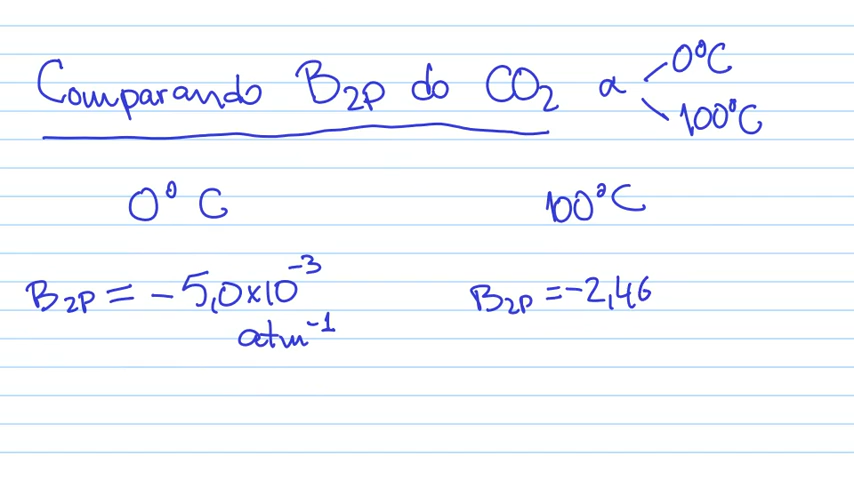 Comparando B₂p do CO₂ a 0°C
100°C
0°C 100°C
B₂p = -5,0x10⁻³ B₂p = -2,46
atm⁻¹